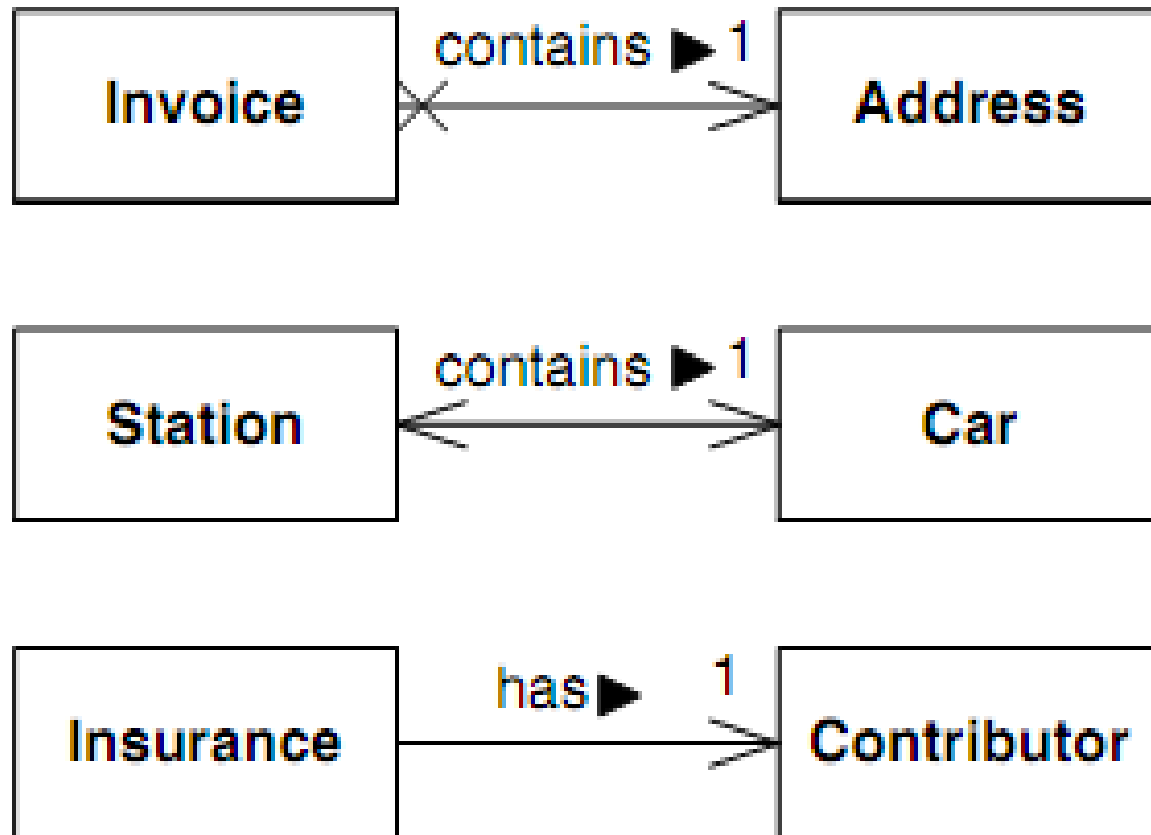 contains ▶ 1
Invoice Address
contains ▶ 1
Station Car
has ▶ 1
Insurance Contributor